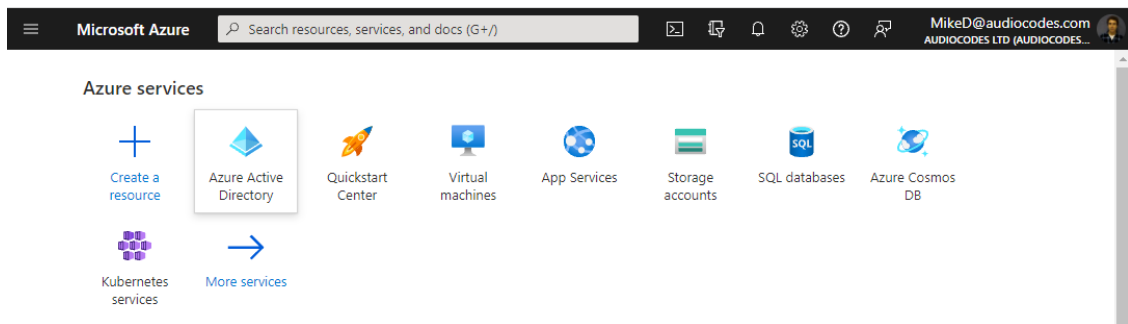 Microsoft Azure
Search resources, services, and docs (G+/)
MikeD@audiocodes.com
AUDIOCODES LTD (AUDIOCODES...
Azure services
Create a
resource
Azure Active
Directory
Quickstart
Center
Virtual
machines
App Services
Storage
accounts
SQL
SQL databases
Azure Cosmos
DB
Kubernetes
services
More services